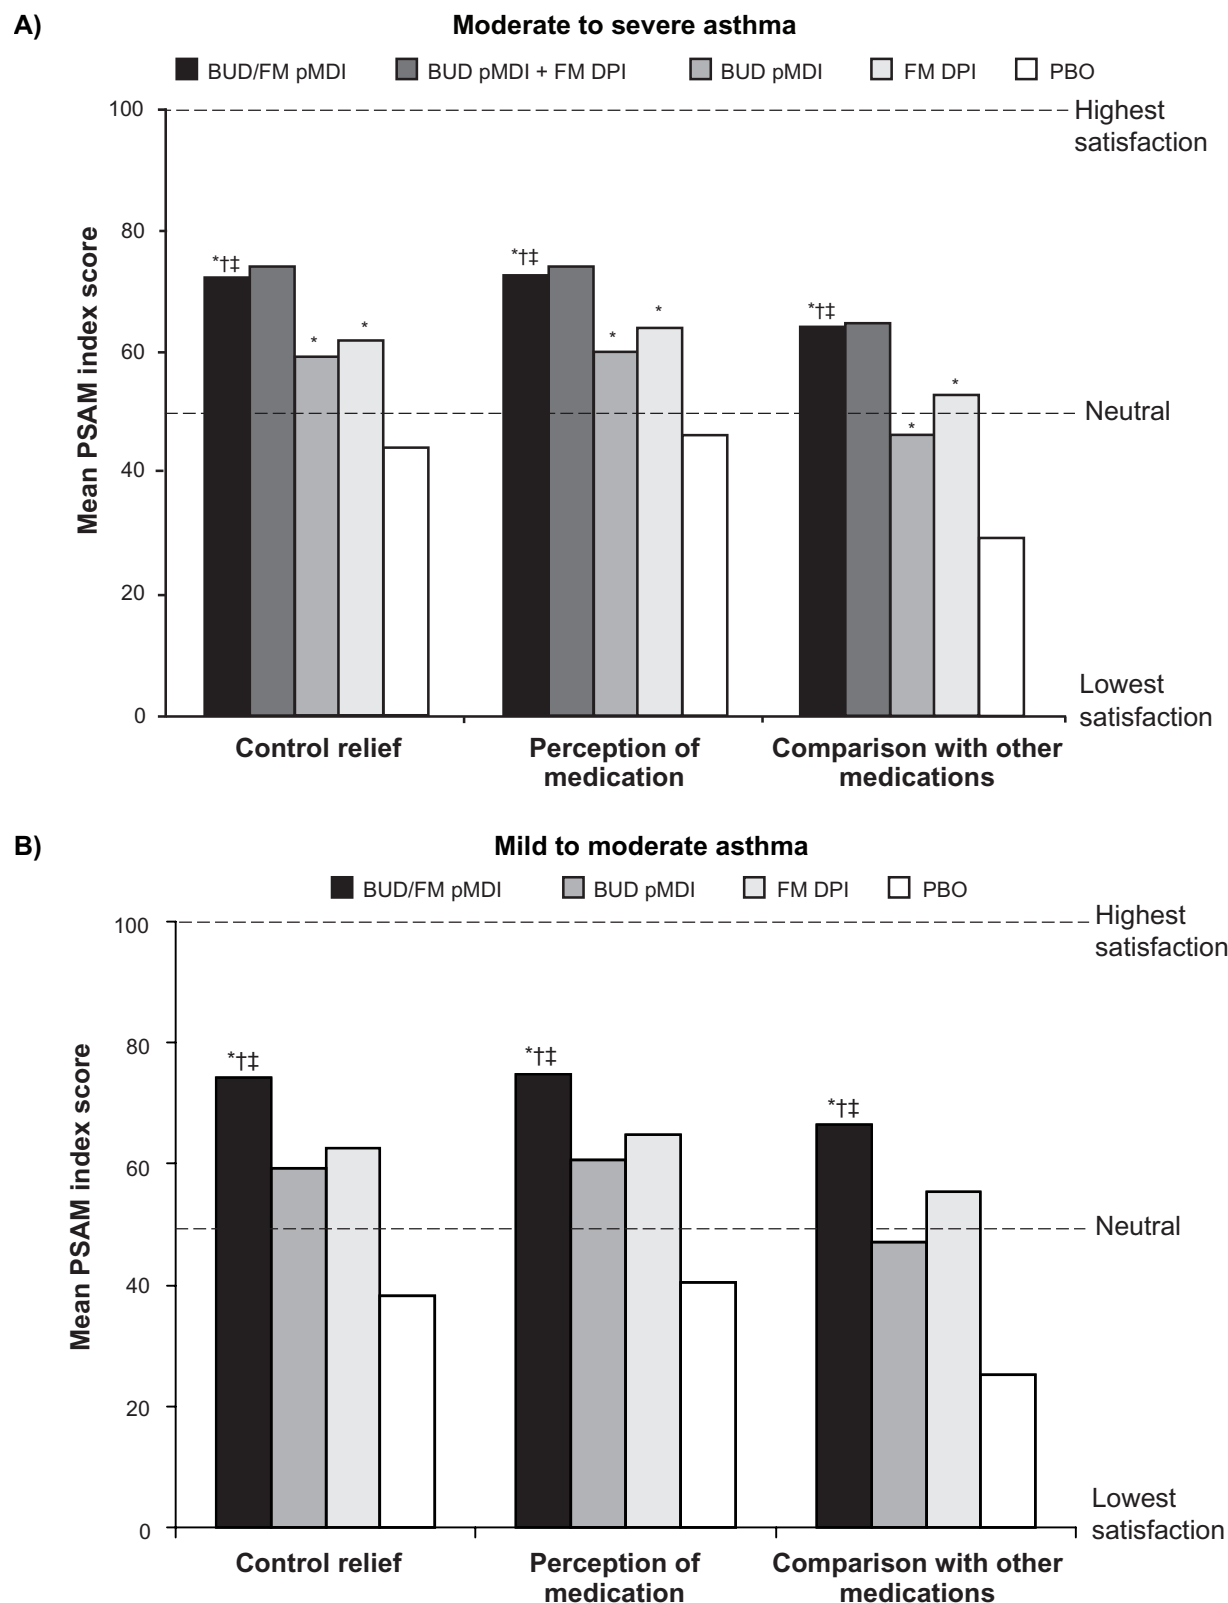 A)
Moderate to severe asthma
BUD/FM pMDI BUD pMDI + FM DPI BUD pMDI FM DPI PBO
100
80
60
40
20
0
Mean PSAM index score
Highest
satisfaction
Neutral
Lowest
satisfaction
*†‡
*
*
*†‡
*
*
*†‡
*
*
Control relief
Perception of
medication
Comparison with other
medications
B)
Mild to moderate asthma
BUD/FM pMDI BUD pMDI FM DPI PBO
100
80
60
40
20
0
Mean PSAM index score
Highest
satisfaction
Neutral
Lowest
satisfaction
*†‡
*†‡
*†‡
Control relief
Perception of
medication
Comparison with other
medications